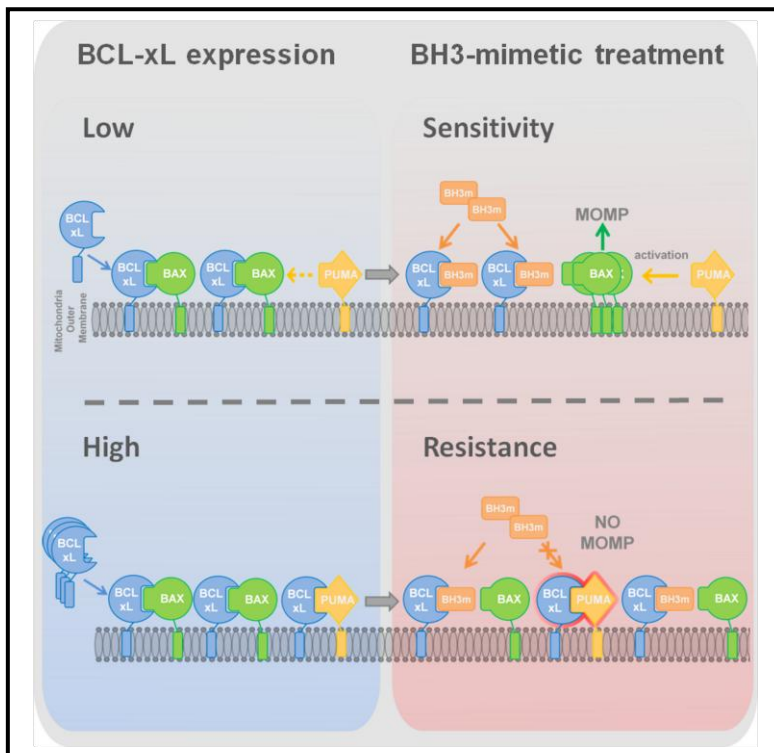 BCL-xL expression
BH3-mimetic treatment
Low
Sensitivity
BCL
xL
BH3m
BH3m
MOMP
BCL
xL
BAX
BCL
xL
BAX
PUMA
BCL
xL
BH3m
BCL
xL
BH3m
BAX
activation
PUMA
Mitochondria
Outer
Membrane
High
Resistance
BCL
xL
BH3m
BH3m
NO
MOMP
BCL
xL
BAX
BCL
xL
BAX
BCL
xL
PUMA
BCL
xL
BH3m
BAX
BCL
xL
PUMA
BCL
xL
BH3m
BAX